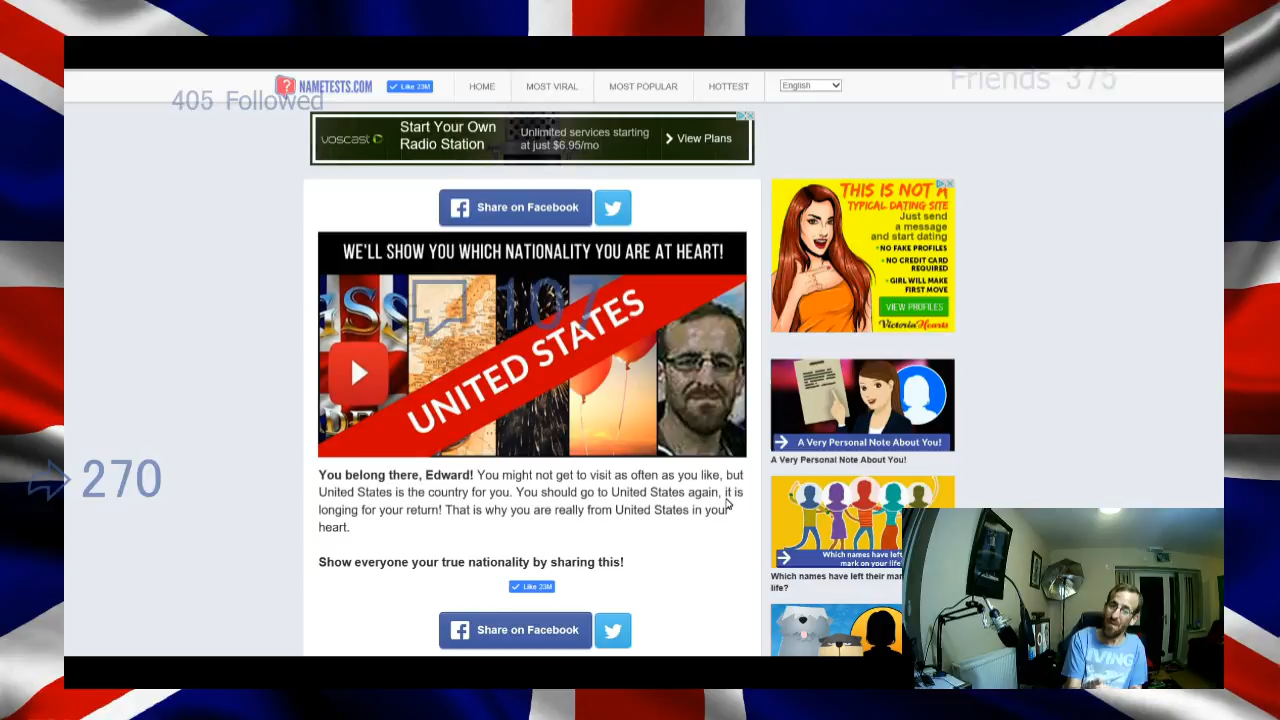 NAMETESTS.COM
Like 23M
HOME
MOST VIRAL
MOST POPULAR
HOTTEST
English
Friends 375
405 Followed
voscast
Start Your Own
Radio Station
Unlimited services starting
at just $6.95/mo
View Plans
Share on Facebook
WE'LL SHOW YOU WHICH NATIONALITY YOU ARE AT HEART!
107
UNITED STATES
You belong there, Edward! You might not get to visit as often as you like, but
United States is the country for you. You should go to United States again, it is
longing for your return! That is why you are really from United States in your
heart.
Show everyone your true nationality by sharing this!
Like 23M
Share on Facebook
270
THIS IS NOT A
TYPICAL DATING SITE
Just send
a message
and start dating
•NO FAKE PROFILES
•NO CREDIT CARD
REQUIRED
•GIRL WILL MAKE
FIRST MOVE
VIEW PROFILES
VictoriaHearts
A Very Personal Note About You!
A Very Personal Note About You!
Which names have left
mark on your life
Which names have left their
life?